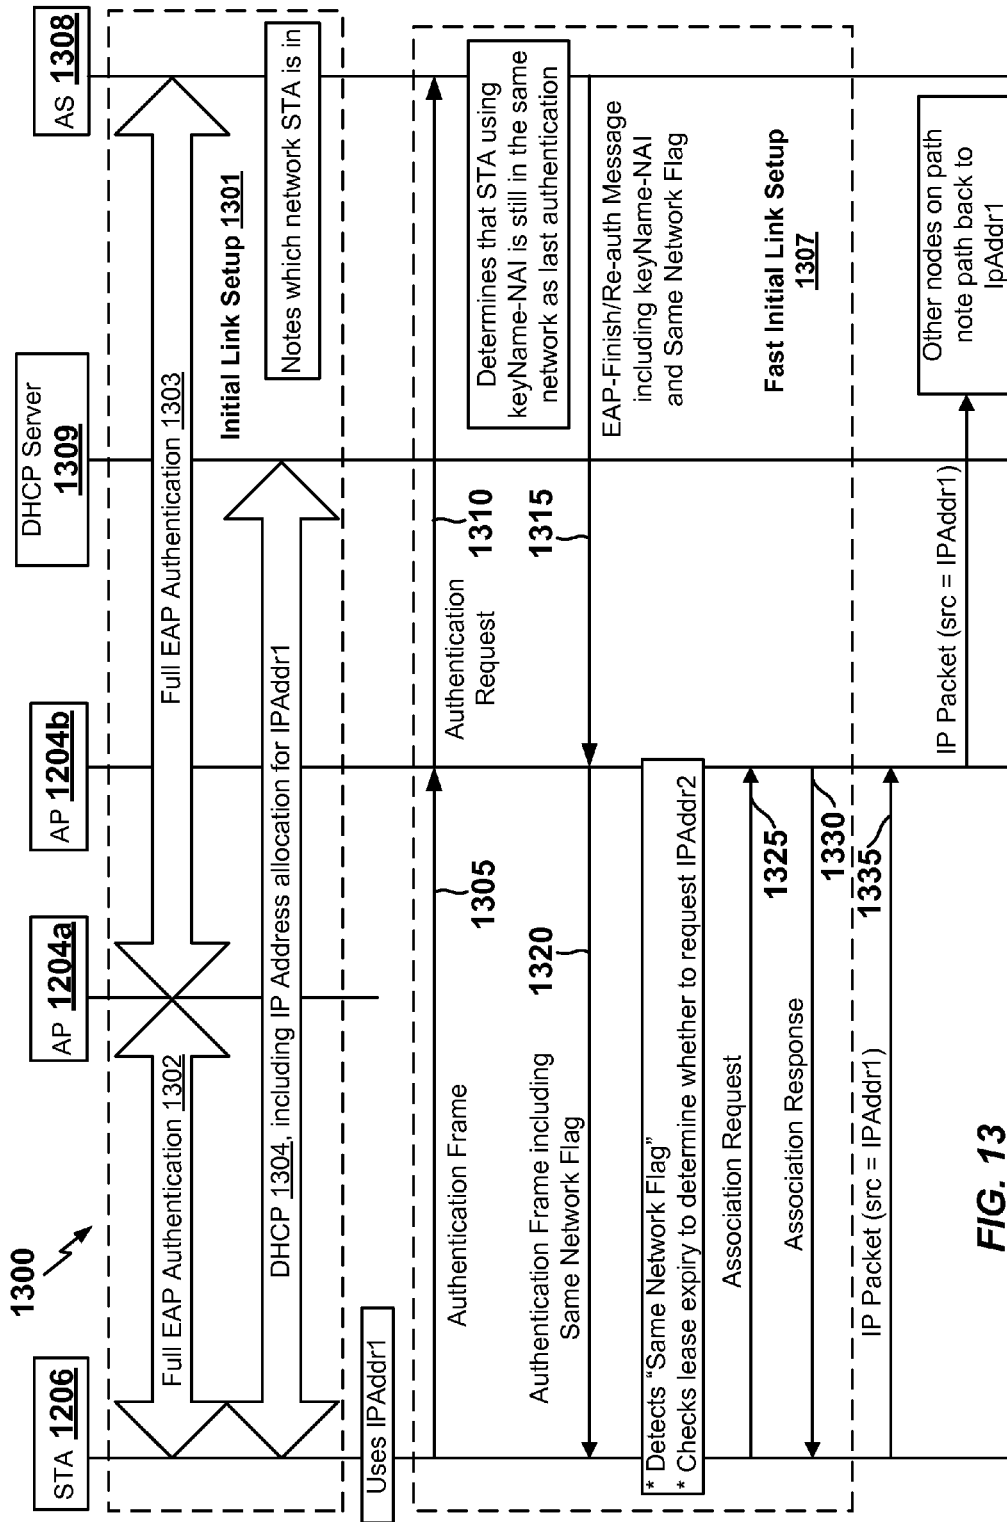 1300
STA 1206
AP 1204a
AP 1204b
DHCP Server
1309
AS 1308
Full EAP Authentication 1302
Full EAP Authentication 1303
Initial Link Setup 1301
DHCP 1304, including IP Address allocation for IPAddr1
Notes which network STA is in
Uses IPAddr1
Authentication Frame
1305
Authentication
Request
1310
Determines that STA using
keyName-NAI is still in the same
network as last authentication
1315
EAP-Finish/Re-auth Message
including keyName-NAI
and Same Network Flag
Authentication Frame including
Same Network Flag
1320
* Detects “Same Network Flag”
* Checks lease expiry to determine whether to request IPAddr2
Association Request
1325
Association Response
1330
Fast Initial Link Setup
1307
IP Packet (src = IPAddr1)
1335
IP Packet (src = IPAddr1)
Other nodes on path
note path back to
IpAddr1
FIG. 13